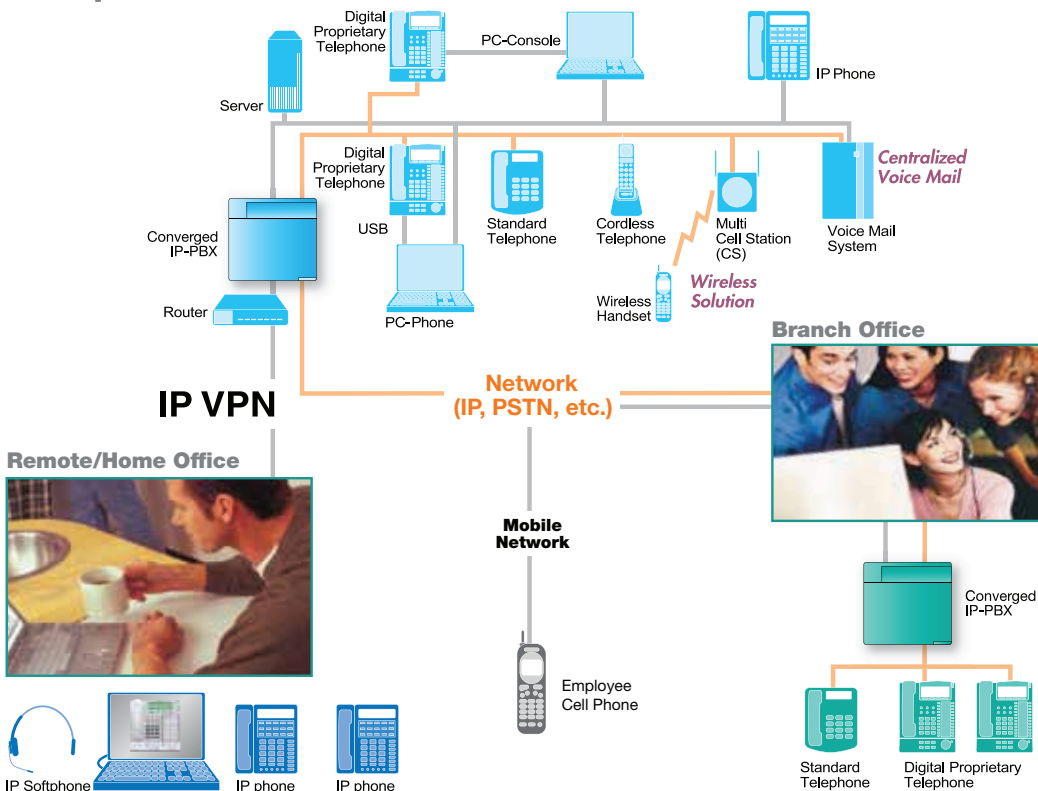 Digital
Proprietary
Telephone
PC-Console
IP Phone
Server
Digital
Proprietary
Telephone
USB
Standard
Telephone
Cordless
Telephone
Multi
Cell Station
(CS)
Centralized
Voice Mail
Voice Mail
System
Converged
IP-PBX
Router
PC-Phone
Wireless
Handset
Wireless
Solution
Branch Office
IP VPN
Network
(IP, PSTN, etc.)
Remote/Home Office
Mobile
Network
Converged
IP-PBX
Employee
Cell Phone
IP Softphone
IP phone
IP phone
Standard
Telephone
Digital Proprietary
Telephone